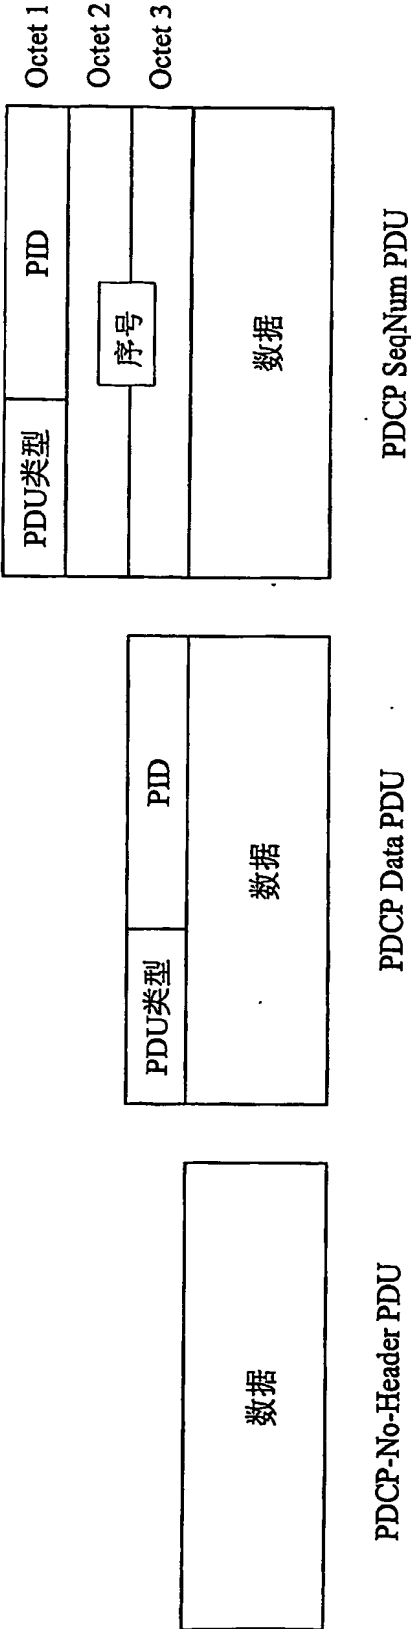 数据
PDCP-No-Header PDU
PDU类型 PID
数据
PDCP Data PDU
PDU类型 PID Octet 1
序号 Octet 2
Octet 3
数据
PDCP SeqNum PDU